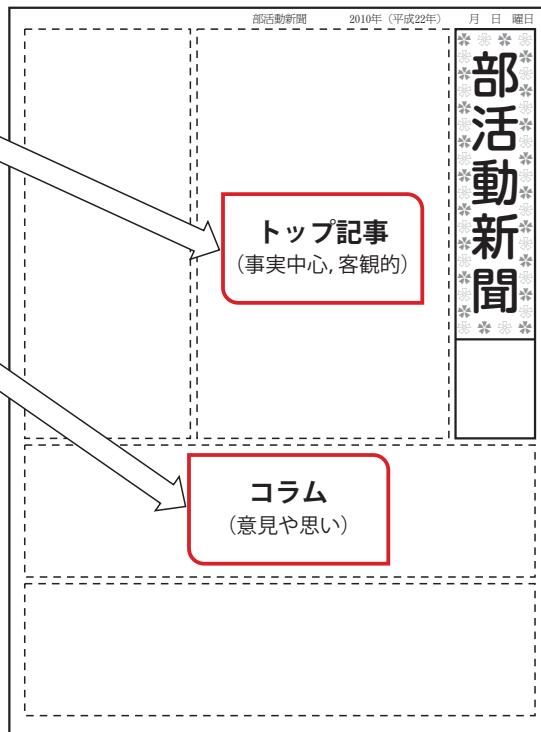 部活動新聞　2010年（平成22年）　月　日　曜日
部活動新聞
トップ記事
（事実中心，客観的）
コラム
（意見や思い）